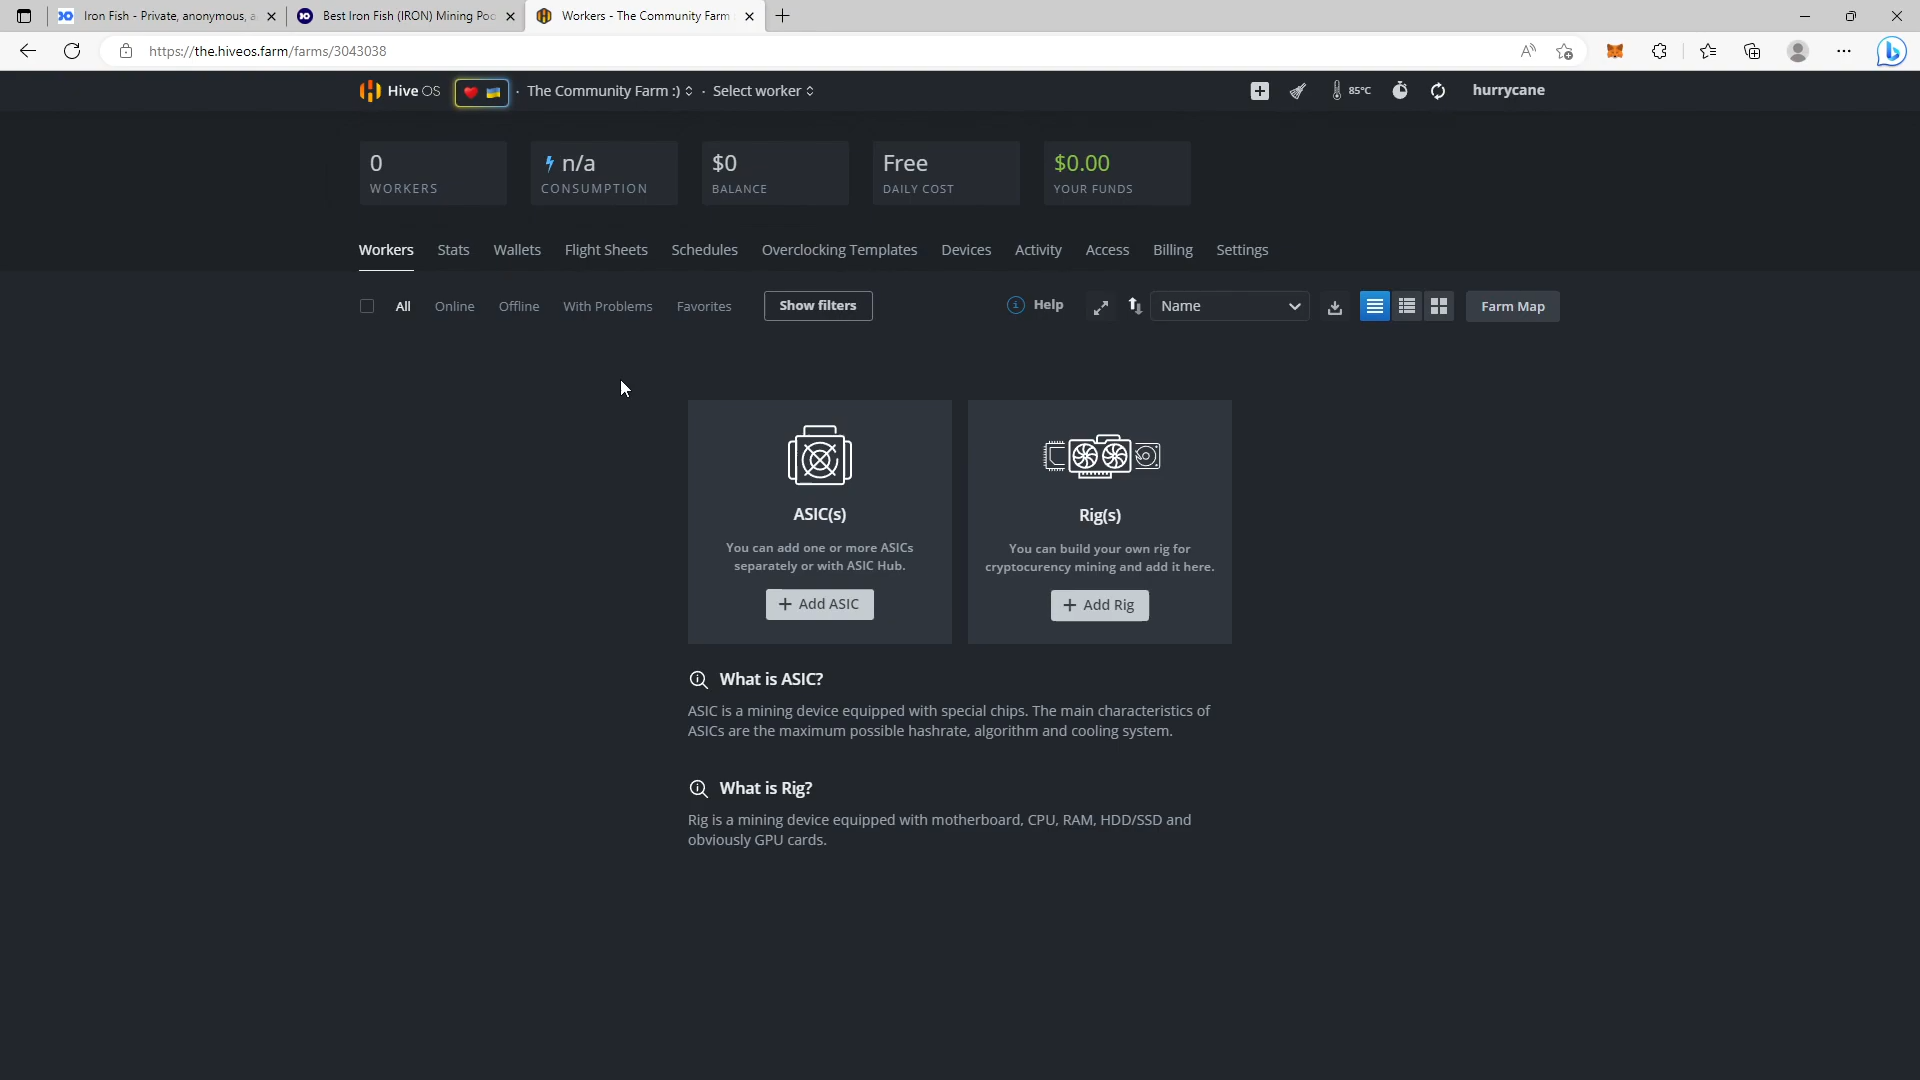 Iron Fish - Private, anonymous, a
Best Iron Fish (IRON) Mining Poo
Workers - The Community Farm
https://the.hiveos.farm/farms/3043038
Hive OS · The Community Farm :) · Select worker
85°C
hurrycane
0
WORKERS
n/a
CONSUMPTION
$0
BALANCE
Free
DAILY COST
$0.00
YOUR FUNDS
Workers Stats Wallets Flight Sheets Schedules Overclocking Templates Devices Activity Access Billing Settings
All Online Offline With Problems Favorites Show filters Help Name Farm Map
ASIC(s)
You can add one or more ASICs
separately or with ASIC Hub.
+ Add ASIC
Rig(s)
You can build your own rig for
cryptocurency mining and add it here.
+ Add Rig
What is ASIC?
ASIC is a mining device equipped with special chips. The main characteristics of
ASICs are the maximum possible hashrate, algorithm and cooling system.
What is Rig?
Rig is a mining device equipped with motherboard, CPU, RAM, HDD/SSD and
obviously GPU cards.